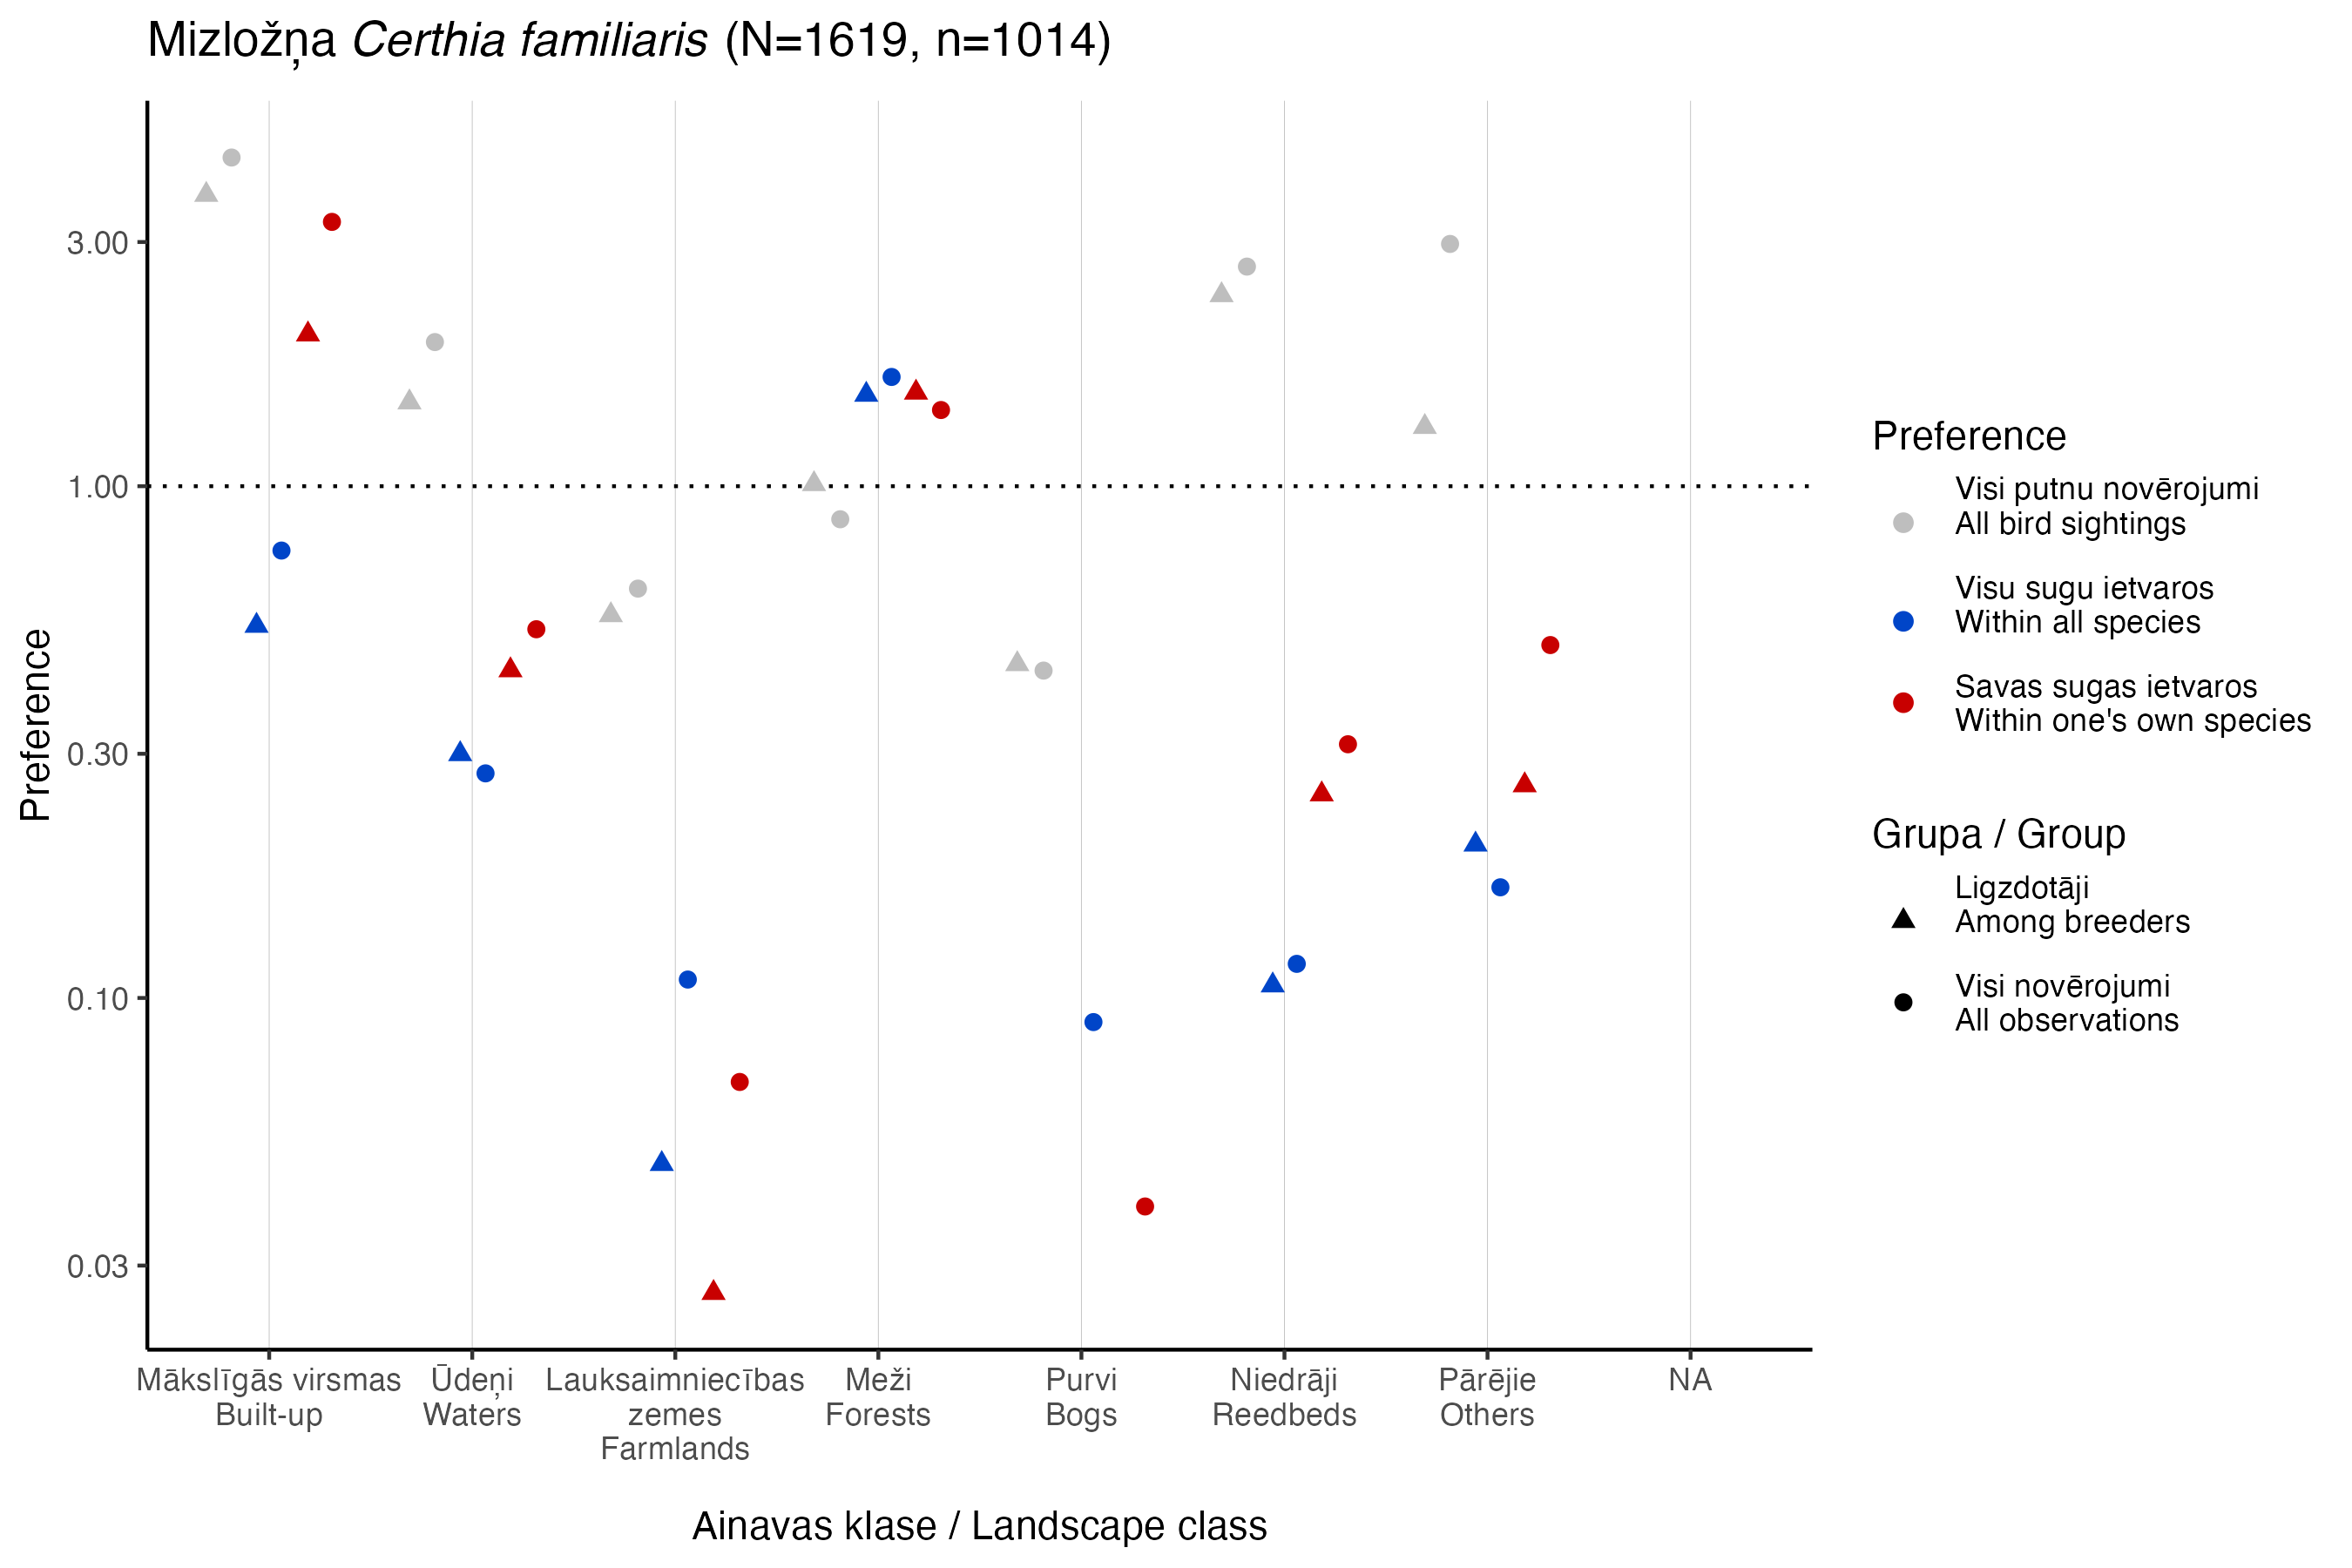 Mizložņa Certhia familiaris (N=1619, n=1014)
Preference
3.00
1.00
0.30
0.10
0.03
Mākslīgās virsmas
Built-up
Ūdeņi
Waters
Lauksaimniecības
zemes
Farmlands
Meži
Forests
Purvi
Bogs
Niedrāji
Reedbeds
Pārējie
Others
NA
Ainavas klase / Landscape class
Preference
Visi putnu novērojumi
All bird sightings
Visu sugu ietvaros
Within all species
Savas sugas ietvaros
Within one's own species
Grupa / Group
Ligzdotāji
Among breeders
Visi novērojumi
All observations